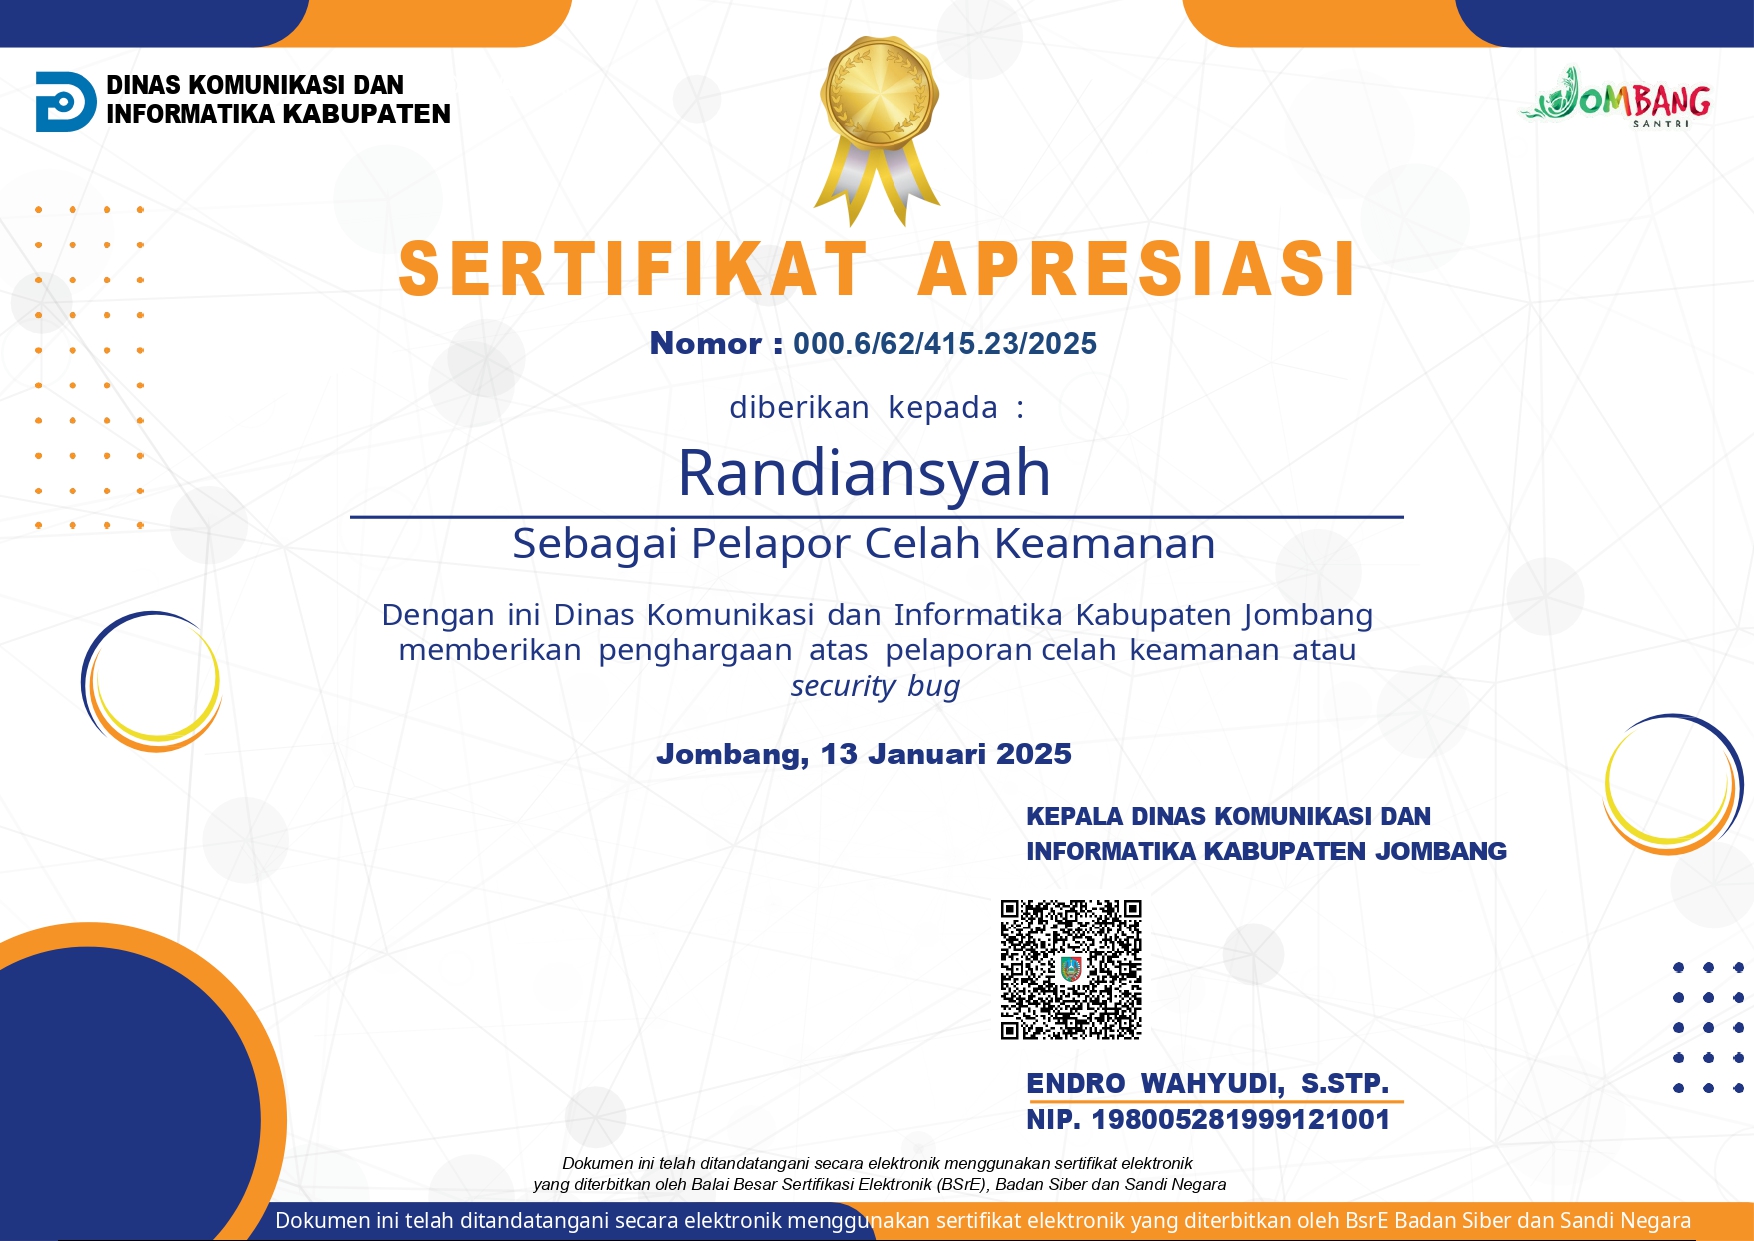 DINAS KOMUNIKASI DAN
INFORMATIKA KABUPATEN
JOMBANG
SANTRI
SERTIFIKAT APRESIASI
Nomor : 000.6/62/415.23/2025
diberikan kepada :
Randiansyah
Sebagai Pelapor Celah Keamanan
Dengan ini Dinas Komunikasi dan Informatika Kabupaten Jombang
memberikan penghargaan atas pelaporan celah keamanan atau
security bug
Jombang, 13 Januari 2025
KEPALA DINAS KOMUNIKASI DAN
INFORMATIKA KABUPATEN JOMBANG
ENDRO WAHYUDI, S.STP.
NIP. 198005281999121001
Dokumen ini telah ditandatangani secara elektronik menggunakan sertifikat elektronik
yang diterbitkan oleh Balai Besar Sertifikasi Elektronik (BSrE), Badan Siber dan Sandi Negara
Dokumen ini telah ditandatangani secara elektronik menggunakan sertifikat elektronik yang diterbitkan oleh BsrE Badan Siber dan Sandi Negara